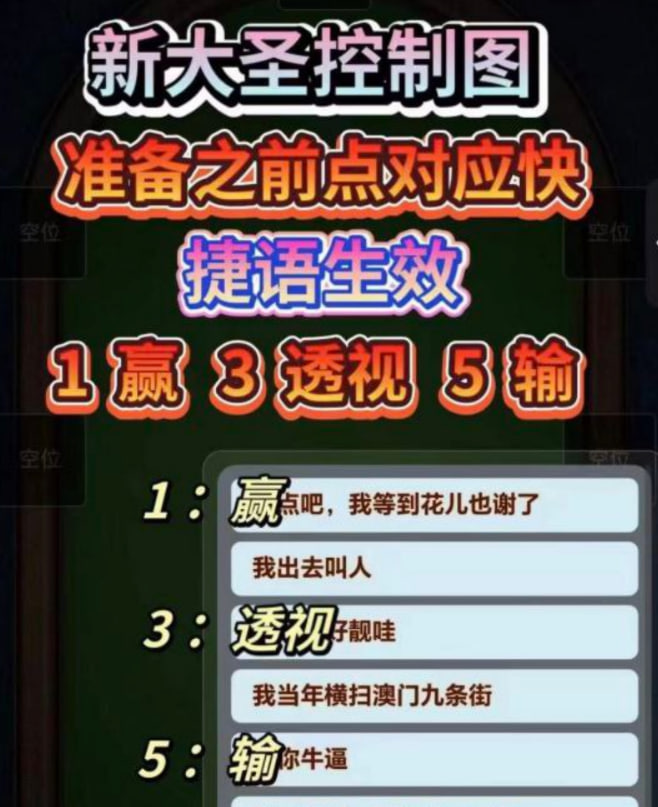 新大圣控制图
准备之前点对应快
捷语生效
1 赢 3 透视 5 输
空位
空位
1：赢点吧，我等到花儿也谢了
我出去叫人
3：透视好靓哇
空位
空位
我当年横扫澳门九条街
5：输你牛逼